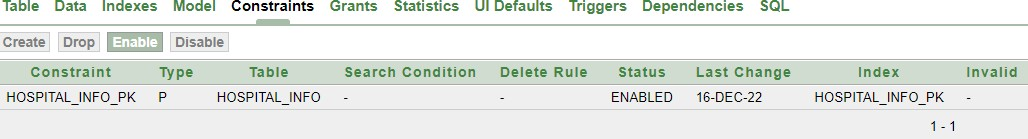 Table Data Indexes Model Constraints Grants Statistics UI Defaults Triggers Dependencies SQL
Create Drop Enable Disable
Constraint Type Table Search Condition Delete Rule Status Last Change Index Invalid
HOSPITAL_INFO_PK P HOSPITAL_INFO - - ENABLED 16-DEC-22 HOSPITAL_INFO_PK -
1 - 1